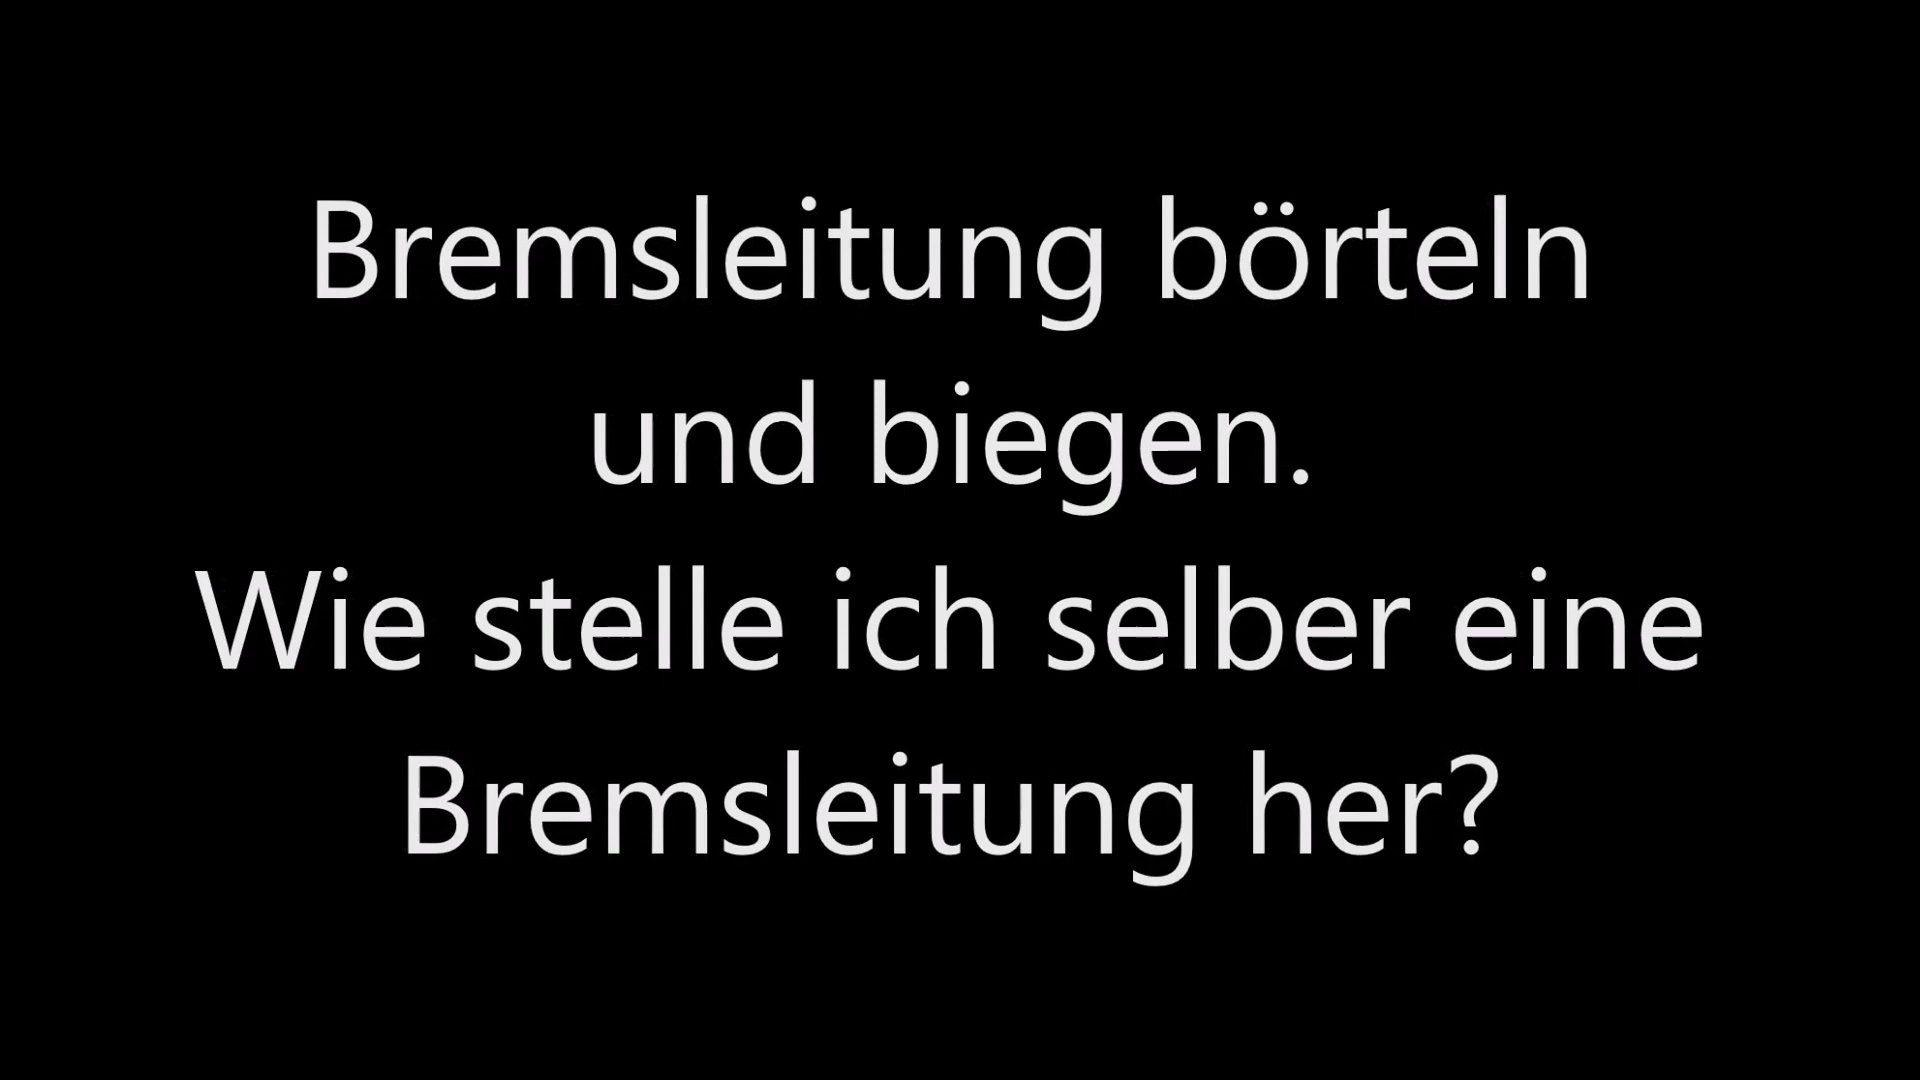 Bremsleitung börteln
und biegen.
Wie stelle ich selber eine
Bremsleitung her?